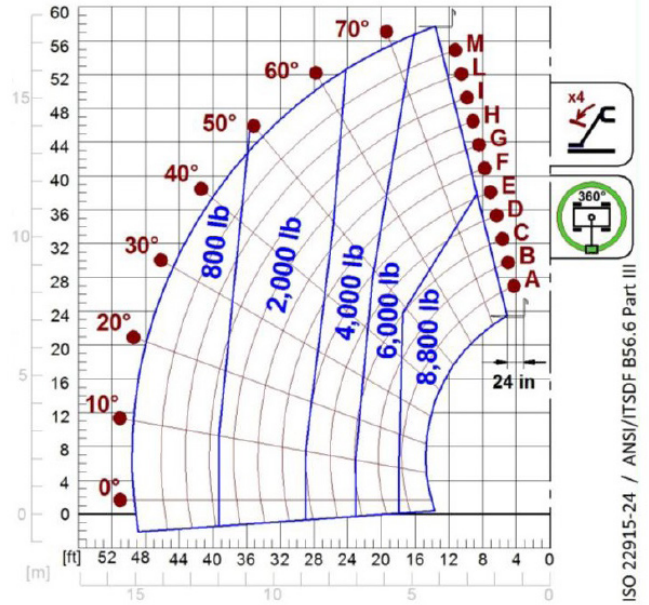 60
56
52
48
44
40
36
32
28
24
20
16
12
8
4
0
15
10
5
0
70°
60°
50°
40°
30°
20°
10°
0°
M
L
I
H
G
F
E
D
C
B
A
800 lb
2,000 lb
4,000 lb
6,000 lb
8,800 lb
24 in
x4
360°
[ft] 52 48 44 40 36 32 28 24 20 16 12 8 4 0
[m] 15 10 5 0
ISO 22915-24 / ANSI/ITSDF B56.6 Part III